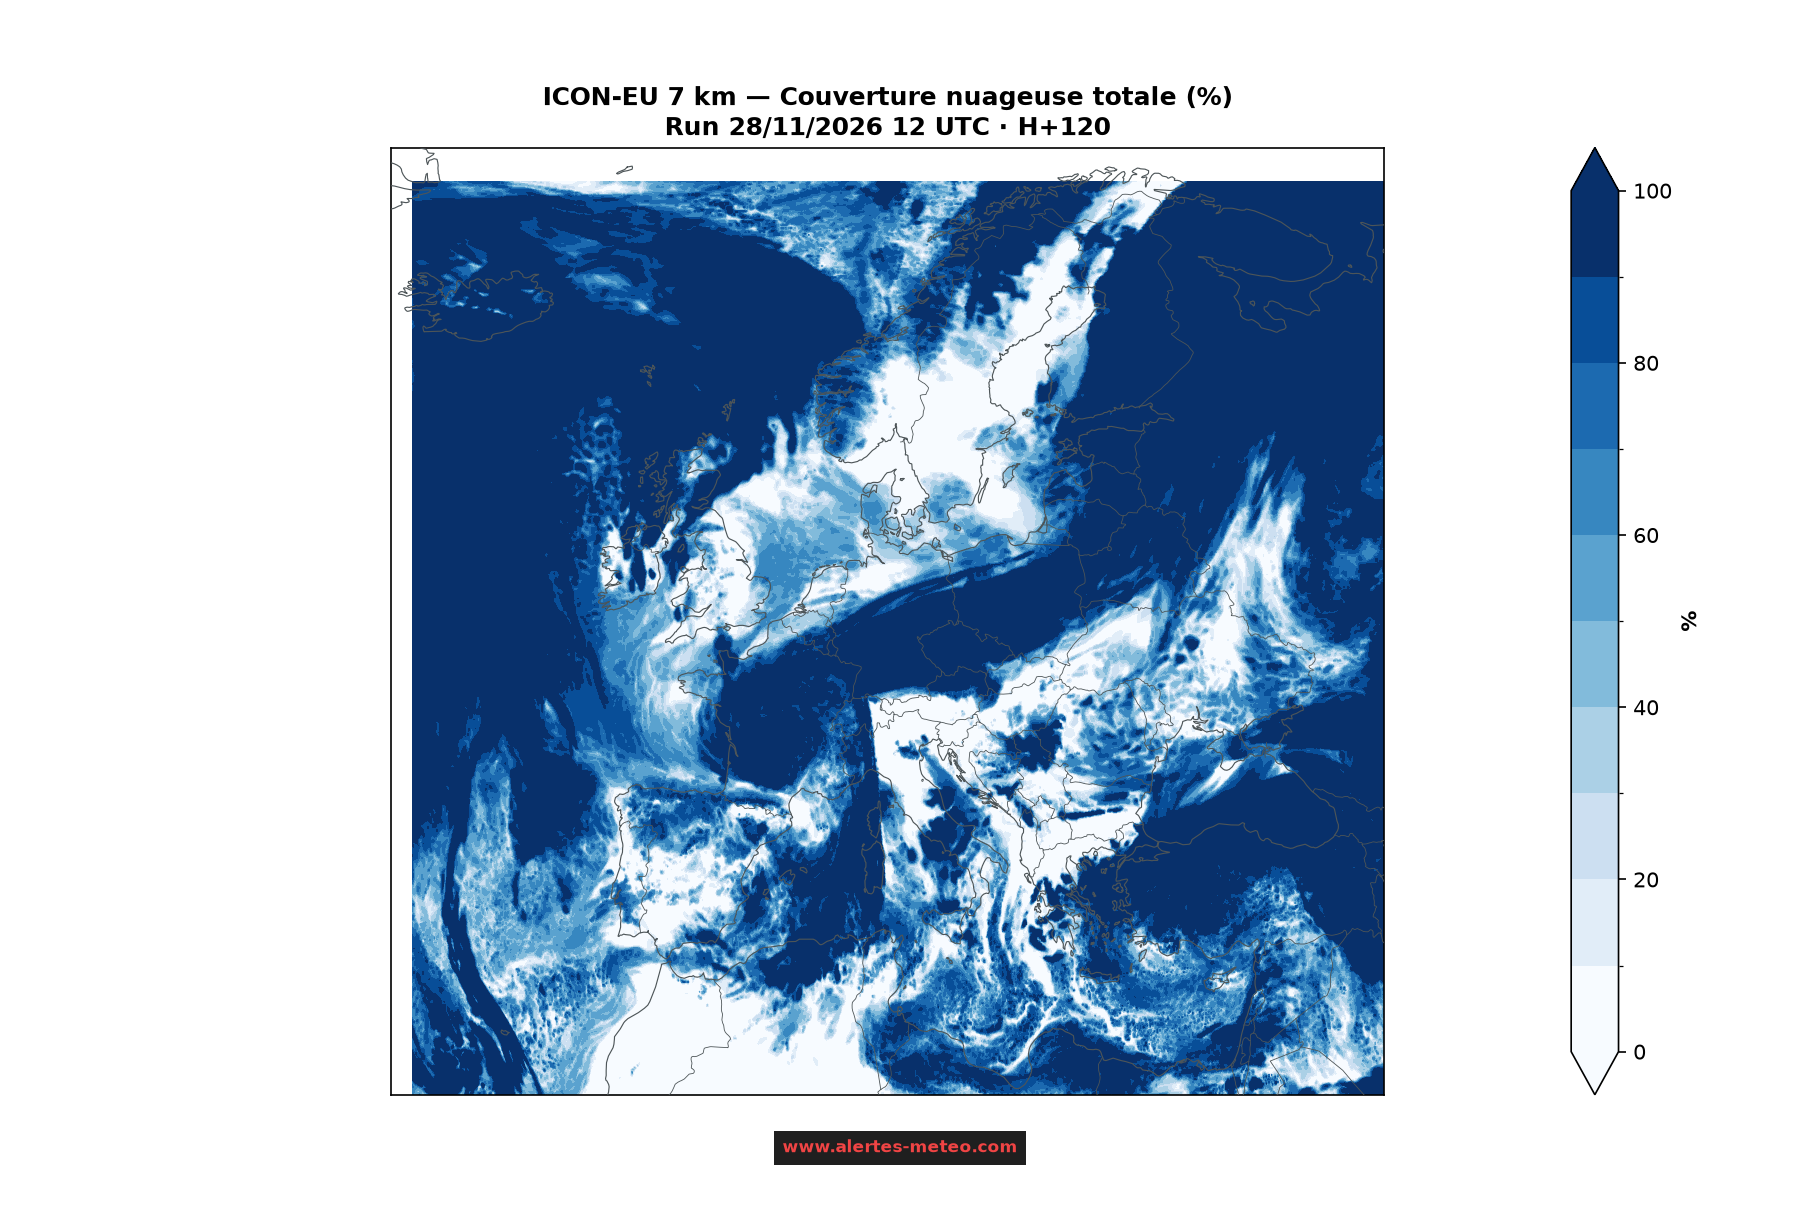 ICON-EU 7 km — Couverture nuageuse totale (%)
Run 28/11/2026 12 UTC · H+120
100
80
60
40
20
0
%
www.alertes-meteo.com